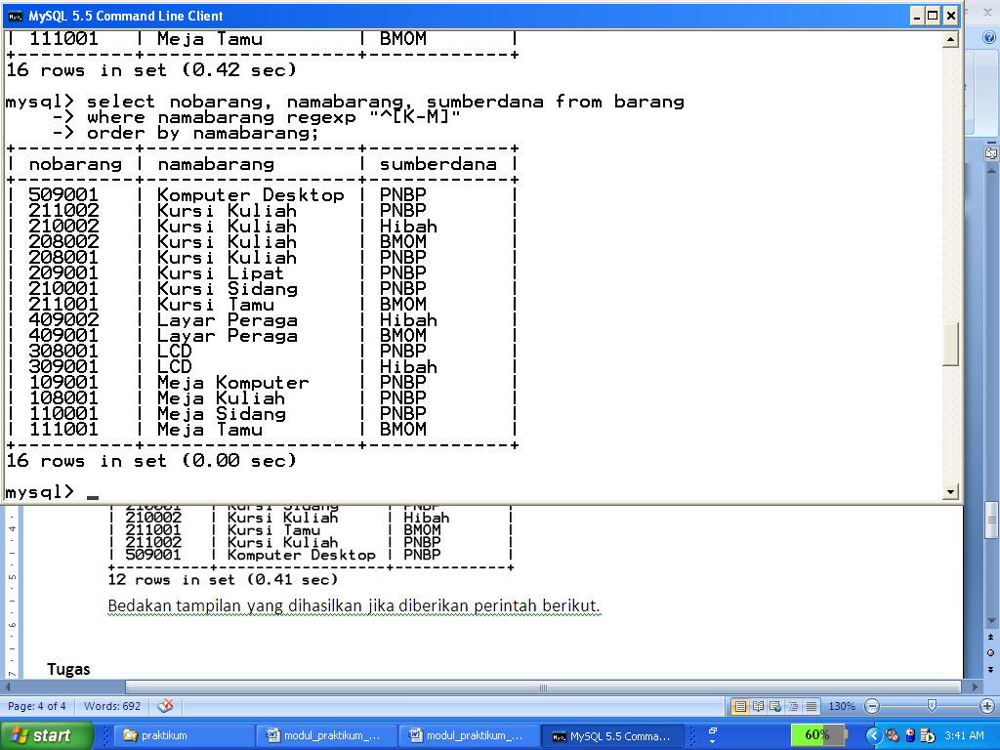 MySQL 5.5 Command Line Client
| 111001   | Meja Tamu        | BMOM       |
+----------+------------------+------------+
16 rows in set (0.42 sec)
mysql> select nobarang, namabarang, sumberdana from barang
    -> where namabarang regexp "^[K-M]"
    -> order by namabarang;
+----------+------------------+------------+
| nobarang | namabarang       | sumberdana |
+----------+------------------+------------+
| 509001   | Komputer Desktop | PNBP       |
| 211002   | Kursi Kuliah     | PNBP       |
| 210002   | Kursi Kuliah     | Hibah      |
| 208002   | Kursi Kuliah     | BMOM       |
| 208001   | Kursi Kuliah     | PNBP       |
| 209001   | Kursi Lipat      | PNBP       |
| 210001   | Kursi Sidang     | PNBP       |
| 211001   | Kursi Tamu       | BMOM       |
| 409002   | Layar Peraga     | Hibah      |
| 409001   | Layar Peraga     | BMOM       |
| 308001   | LCD              | PNBP       |
| 309001   | LCD              | Hibah      |
| 109001   | Meja Komputer    | PNBP       |
| 108001   | Meja Kuliah      | PNBP       |
| 110001   | Meja Sidang      | PNBP       |
| 111001   | Meja Tamu        | BMOM       |
+----------+------------------+------------+
16 rows in set (0.00 sec)
mysql> _
| 210001   | Kursi Sidang     | PNBP       |
| 210002   | Kursi Kuliah     | Hibah      |
| 211001   | Kursi Tamu       | BMOM       |
| 211002   | Kursi Kuliah     | PNBP       |
| 509001   | Komputer Desktop | PNBP       |
+----------+------------------+------------+
12 rows in set (0.41 sec)
Bedakan tampilan yang dihasilkan jika diberikan perintah berikut.
Tugas
Page: 4 of 4 Words: 692 130%
start praktikum modul_praktikum_... modul_praktikum_... MySQL 5.5 Comma... 60% 3:41 AM